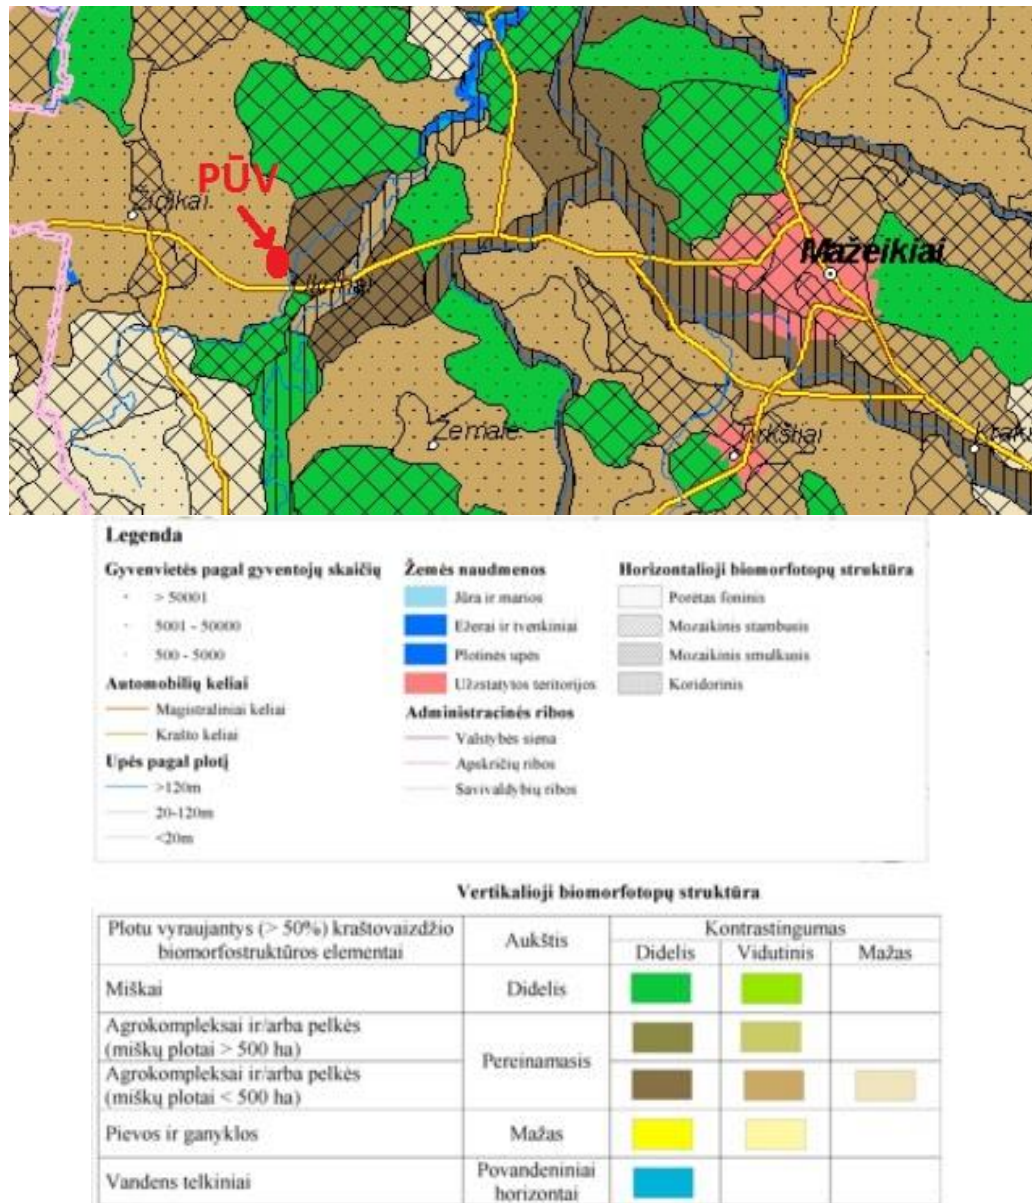 PŪV
Židikai
Mažeikiai
Žemalė
Tirkšliai
Legenda
Gyvenvietės pagal gyventojų skaičių
> 50001
5001 - 50000
500 - 5000
Automobilių keliai
Magistraliniai keliai
Krašto keliai
Upės pagal plotį
>120m
20-120m
<20m
Žemės naudmenos
Jūra ir marios
Ežerai ir tvenkiniai
Plotinės upės
Užstatytos teritorijos
Administracinės ribos
Valstybės siena
Apskričių ribos
Savivaldybių ribos
Horizontalioji biomorfotopų struktūra
Porėtas foninis
Mozaikinis stambusis
Mozaikinis smulkusis
Koridorinis
Vertikalioji biomorfotopų struktūra
Plotu vyraujantys (> 50%) kraštovaizdžio
biomorfostruktūros elementai
Aukštis
Kontrastingumas
Didelis Vidutinis Mažas
Miškai
Didelis
Agrokompleksai ir/arba pelkės
(miškų plotai > 500 ha)
Pereinamasis
Agrokompleksai ir/arba pelkės
(miškų plotai < 500 ha)
Pievos ir ganyklos
Mažas
Vandens telkiniai
Povandeniniai
horizontai